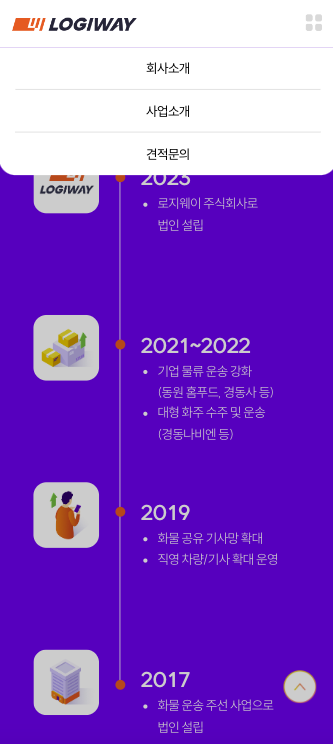 LOGIWAY
회사소개
사업소개
견적문의
LOGIWAY
2023
• 로지웨이 주식회사로
법인 설립
2021~2022
• 기업 물류 운송 강화
(동원 홈푸드, 경동사 등)
• 대형 화주 수주 및 운송
(경동나비엔 등)
2019
• 화물 공유 기사망 확대
• 직영 차량/기사 확대 운영
2017
• 화물 운송 주선 사업으로
법인 설립